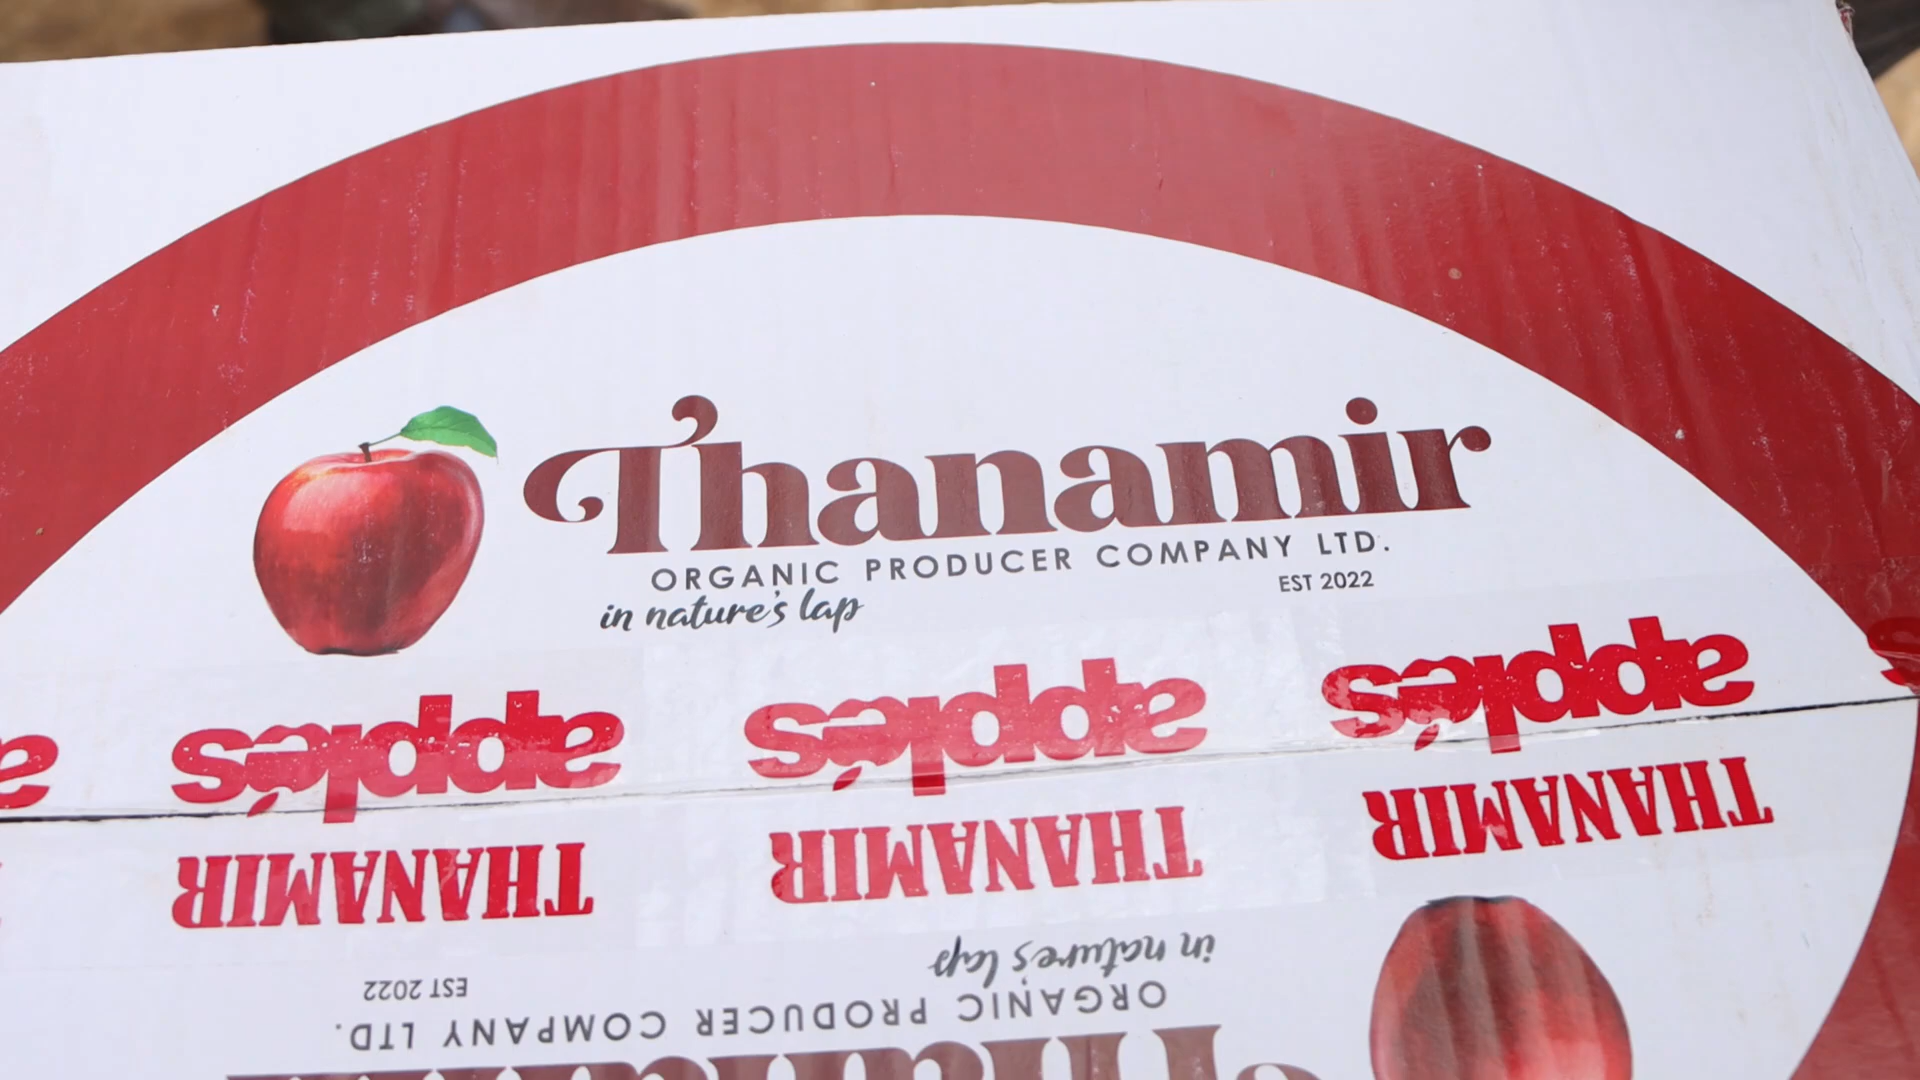 Thanamir
ORGANIC PRODUCER COMPANY LTD.
EST 2022
in nature's lap
apples
apples
apples
THANAMIR
THANAMIR
THANAMIR
in nature's lap
EST 2022
ORGANIC PRODUCER COMPANY LTD.